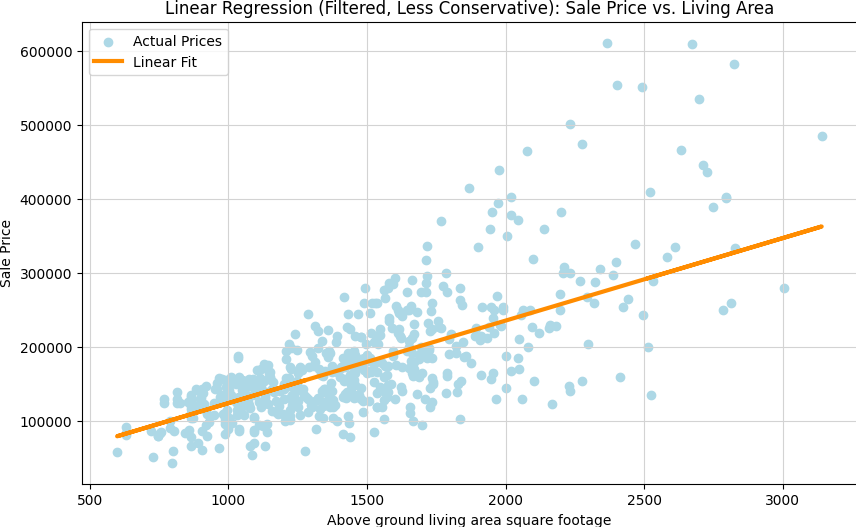 Linear Regression (Filtered, Less Conservative): Sale Price vs. Living Area
Actual Prices
Linear Fit
600000
500000
400000
300000
200000
100000
Sale Price
500 1000 1500 2000 2500 3000
Above ground living area square footage